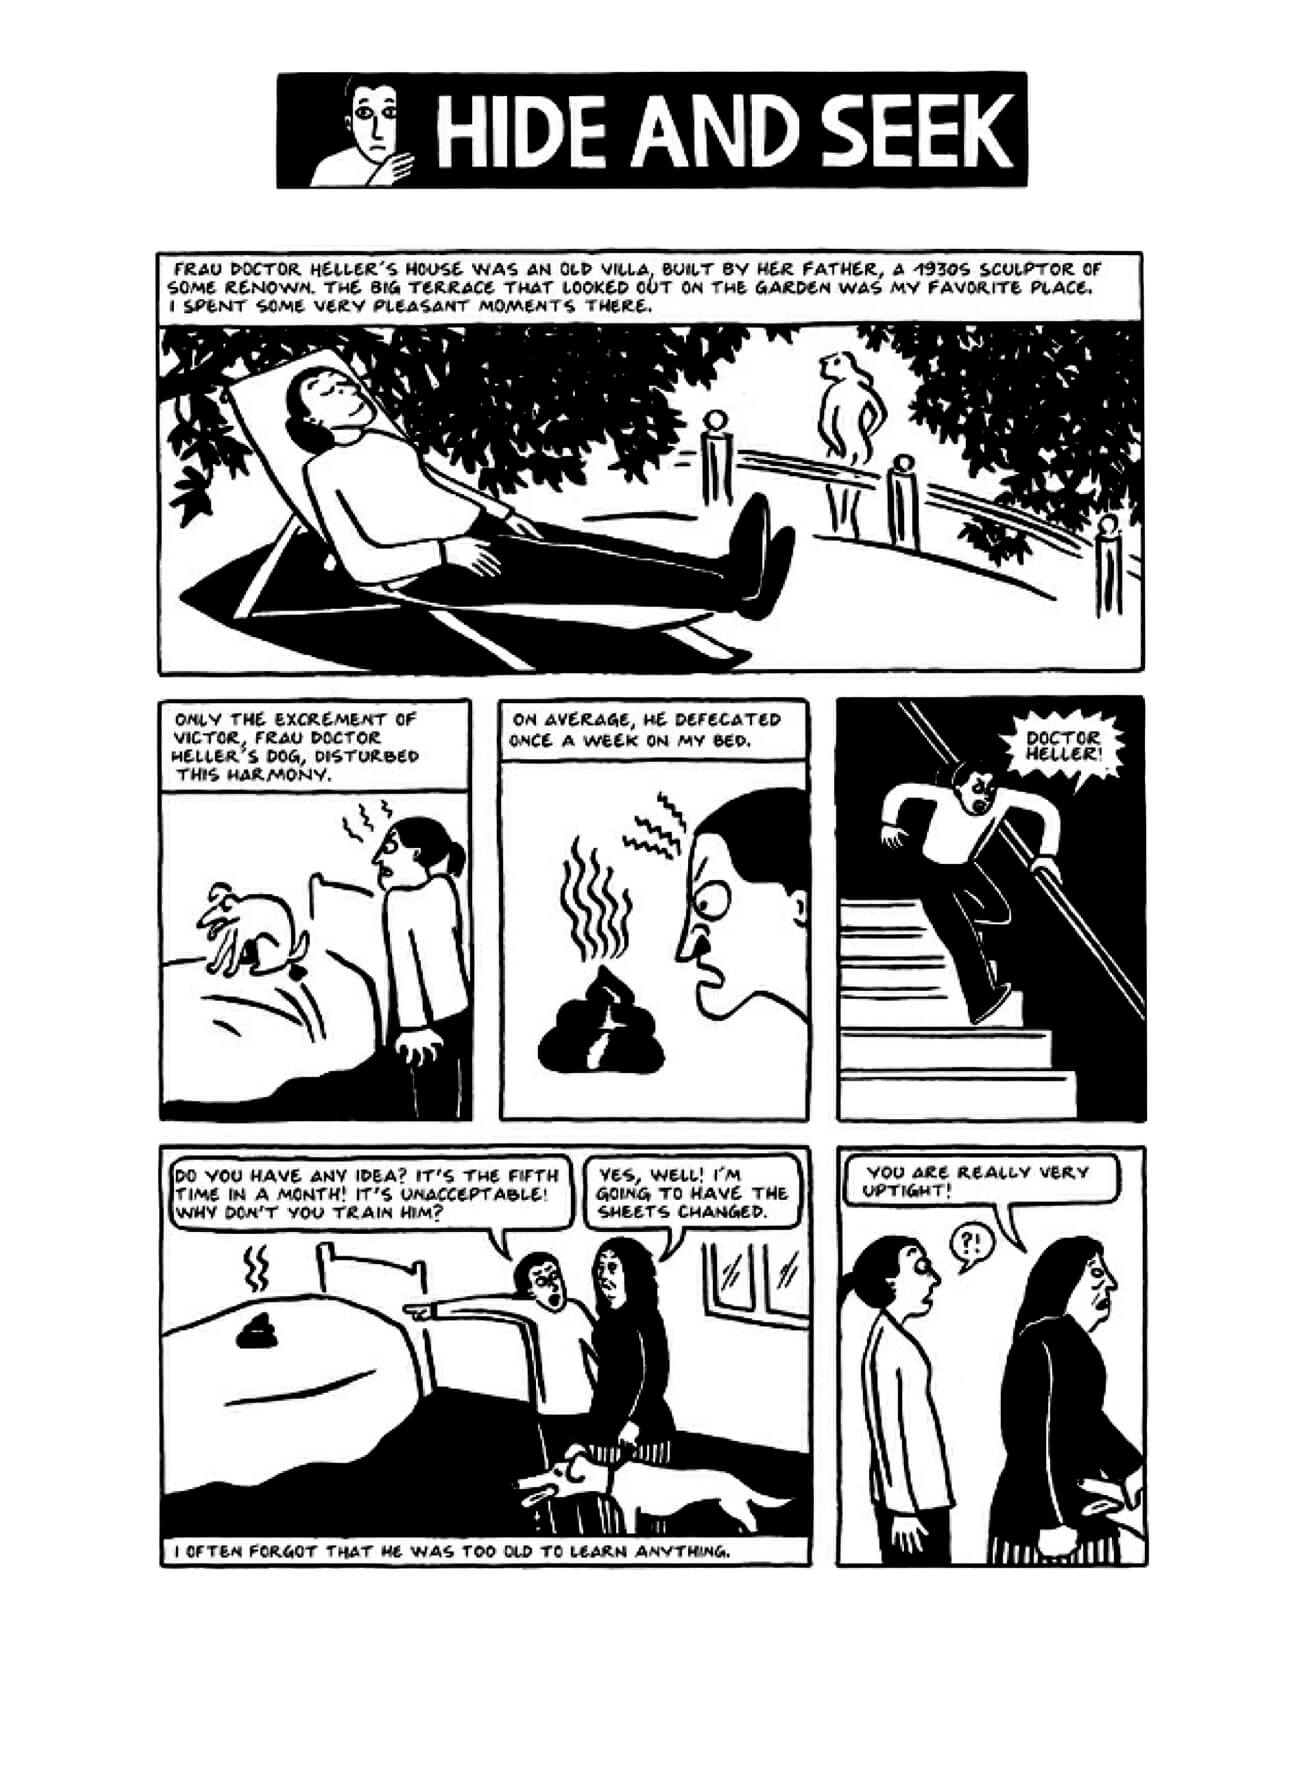 HIDE AND SEEK
FRAU DOCTOR HELLER'S HOUSE WAS AN OLD VILLA, BUILT BY HER FATHER, A 1930S SCULPTOR OF
SOME RENOWN. THE BIG TERRACE THAT LOOKED OUT ON THE GARDEN WAS MY FAVORITE PLACE.
I SPENT SOME VERY PLEASANT MOMENTS THERE.
ONLY THE EXCREMENT OF
VICTOR, FRAU DOCTOR
HELLER'S DOG, DISTURBED
THIS HARMONY.
ON AVERAGE, HE DEFECATED
ONCE A WEEK ON MY BED.
DOCTOR
HELLER!
DO YOU HAVE ANY IDEA? IT'S THE FIFTH
TIME IN A MONTH! IT'S UNACCEPTABLE!
WHY DON'T YOU TRAIN HIM?
YES, WELL! I'M
GOING TO HAVE THE
SHEETS CHANGED.
I OFTEN FORGOT THAT HE WAS TOO OLD TO LEARN ANYTHING.
YOU ARE REALLY VERY
UPTIGHT!
?!